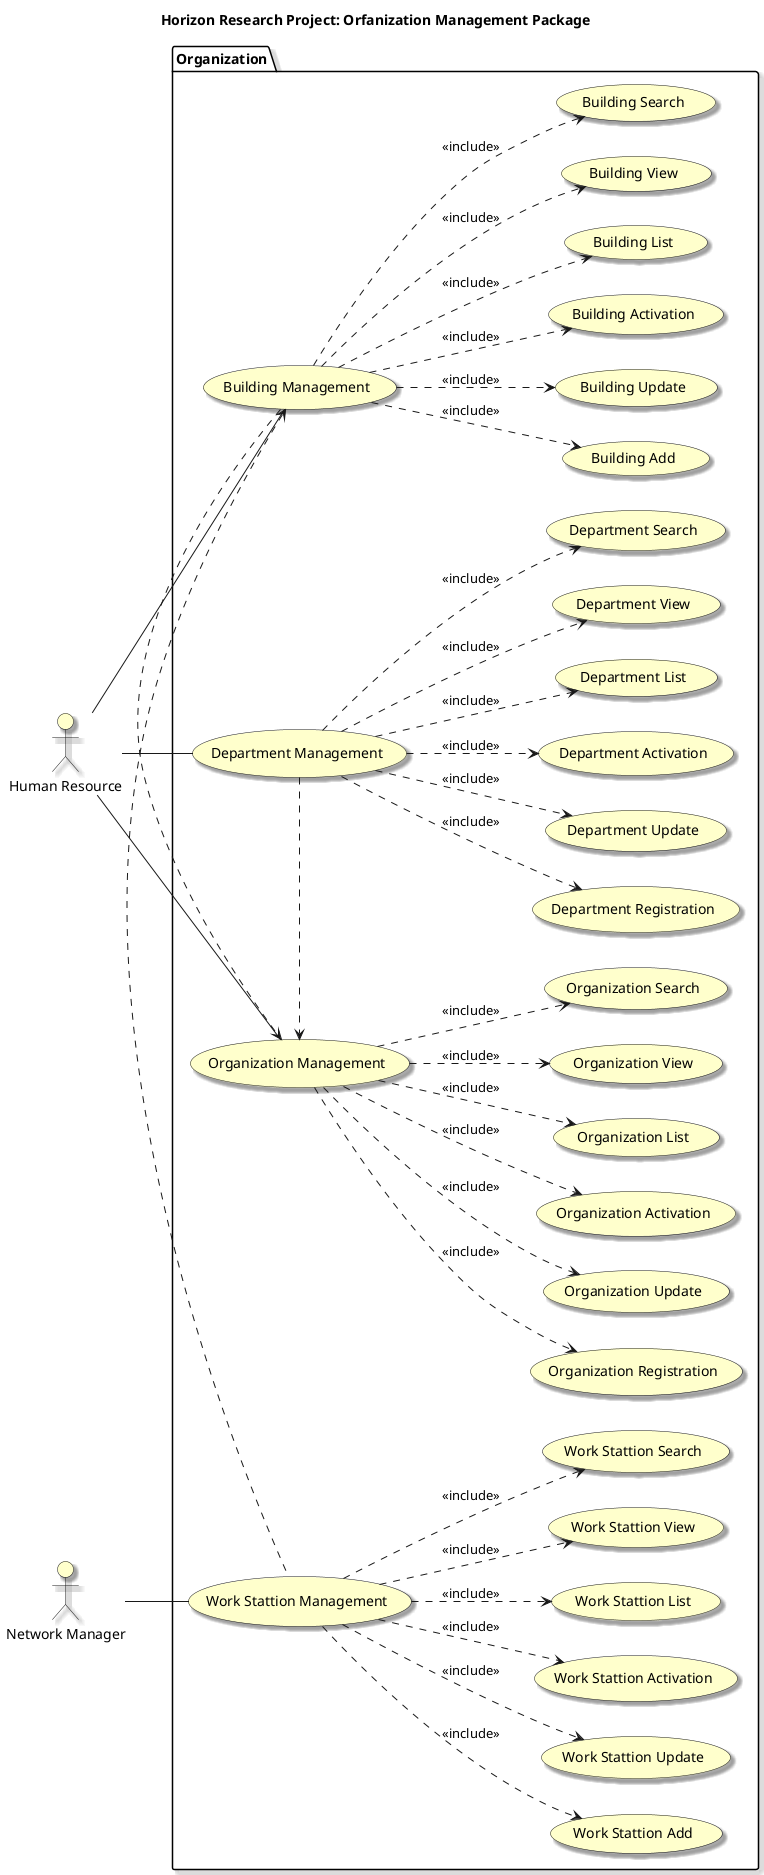 Horizon Research Project: Orfanization Management Package
Organization
Building Search
<<include>>
Building View
<<include>>
Building List
<<include>>
Building Activation
<<include>>
Building Management
<<include>>
Building Update
<<include>>
Building Add
Department Search
<<include>>
Department View
<<include>>
Department List
<<include>>
Human Resource
Department Management
<<include>>
Department Activation
<<include>>
Department Update
<<include>>
Department Registration
Organization Search
<<include>>
Organization Management
<<include>>
Organization View
<<include>>
Organization List
<<include>>
Organization Activation
<<include>>
Organization Update
<<include>>
Organization Registration
Work Stattion Search
<<include>>
Work Stattion View
<<include>>
Network Manager
Work Stattion Management
<<include>>
Work Stattion List
<<include>>
Work Stattion Activation
<<include>>
Work Stattion Update
<<include>>
Work Stattion Add